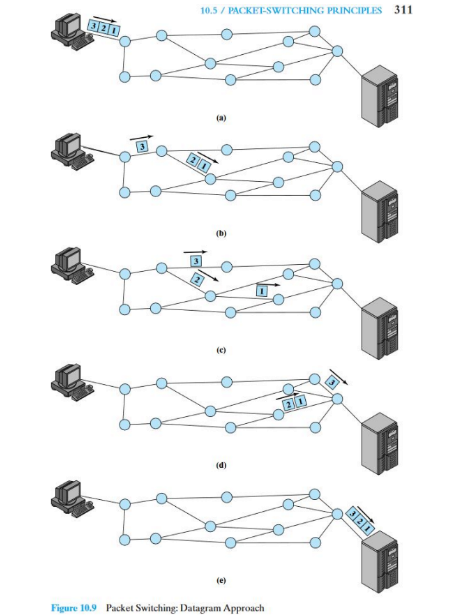 10.5 / PACKET-SWITCHING PRINCIPLES 311
3 2 1
(a)
3
2 1
(b)
3
2
1
(c)
3
2 1
(d)
3 2 1
(e)
Figure 10.9 Packet Switching: Datagram Approach